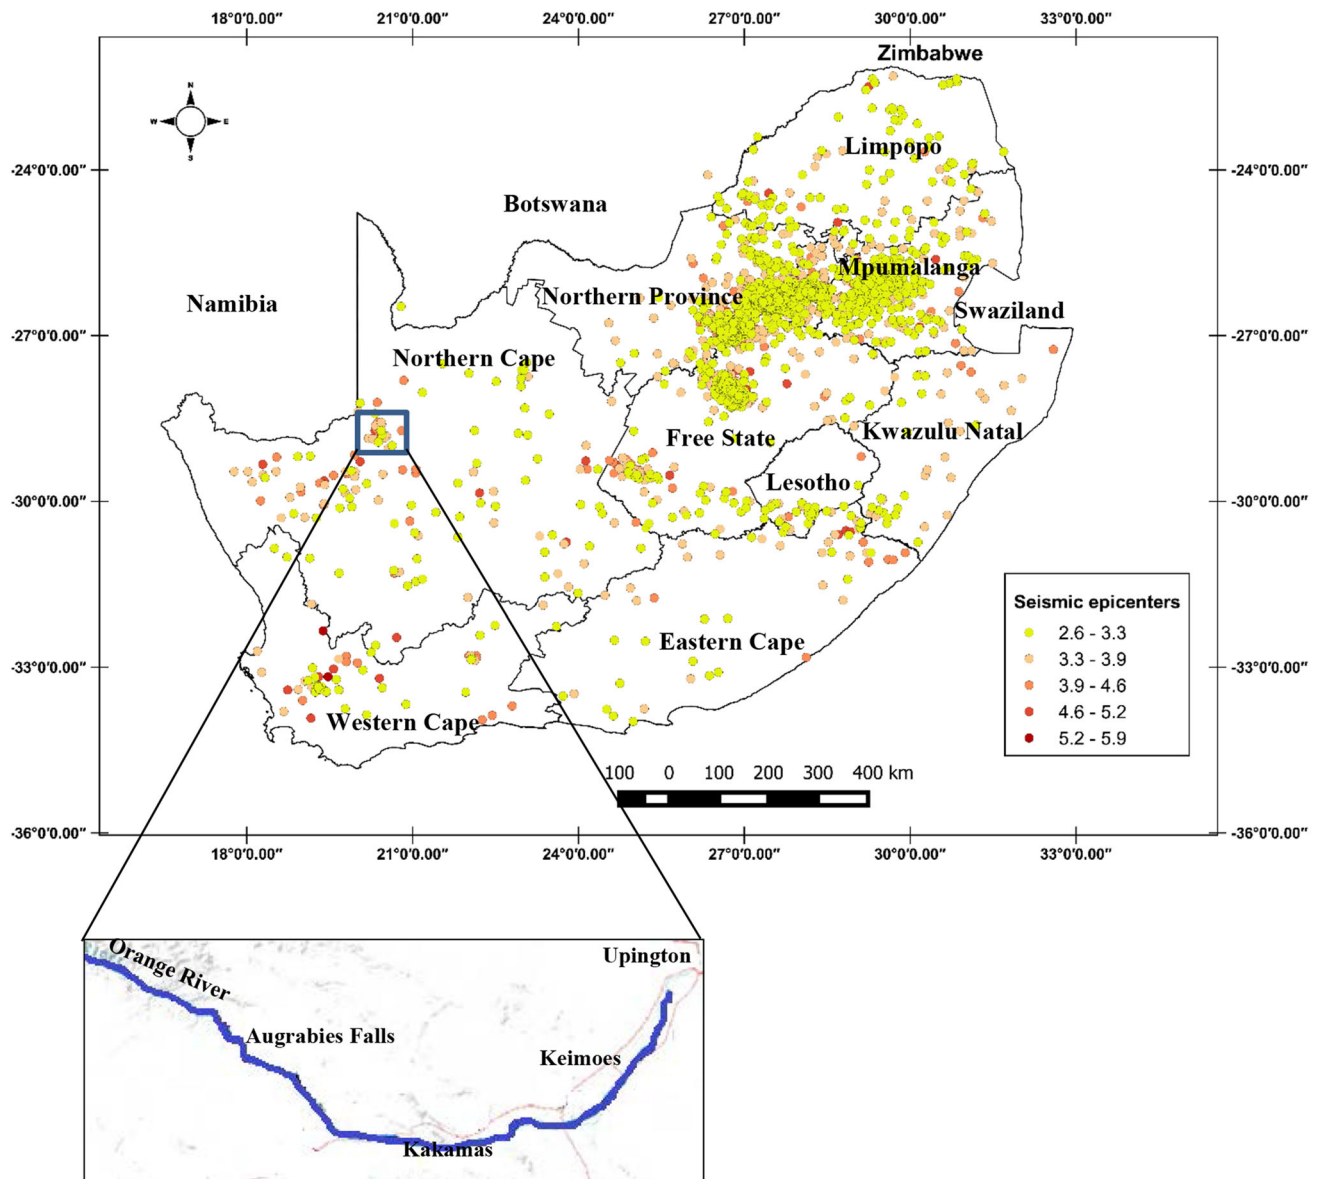 18°0'0.00" 21°0'0.00" 24°0'0.00" 27°0'0.00" 30°0'0.00" 33°0'0.00"
Zimbabwe
N
W E
S
Limpopo
-24°0'0.00" -24°0'0.00"
Botswana
Mpumalanga
Namibia
Northern Province
Swaziland
-27°0'0.00" -27°0'0.00"
Northern Cape
Free State
Kwazulu Natal
Lesotho
-30°0'0.00" -30°0'0.00"
Seismic epicenters
2.6 - 3.3
3.3 - 3.9
3.9 - 4.6
4.6 - 5.2
5.2 - 5.9
Eastern Cape
-33°0'0.00" -33°0'0.00"
Western Cape
100 0 100 200 300 400 km
-36°0'0.00" -36°0'0.00"
18°0'0.00" 21°0'0.00" 24°0'0.00" 27°0'0.00" 30°0'0.00" 33°0'0.00"
Orange River
Upington
Augrabies Falls
Keimoes
Kakamas